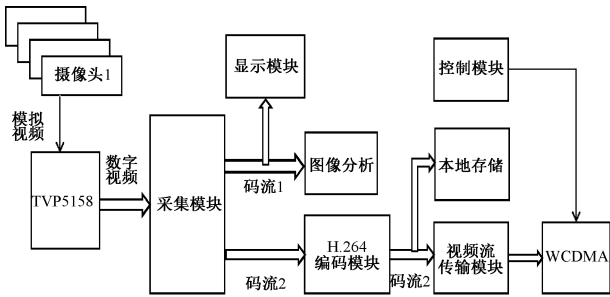 摄像头1
模拟
视频
TVP5158
数字
视频
采集模块
显示模块
码流1
图像分析
码流2
H.264
编码模块
码流2
控制模块
本地存储
视频流
传输模块
WCDMA